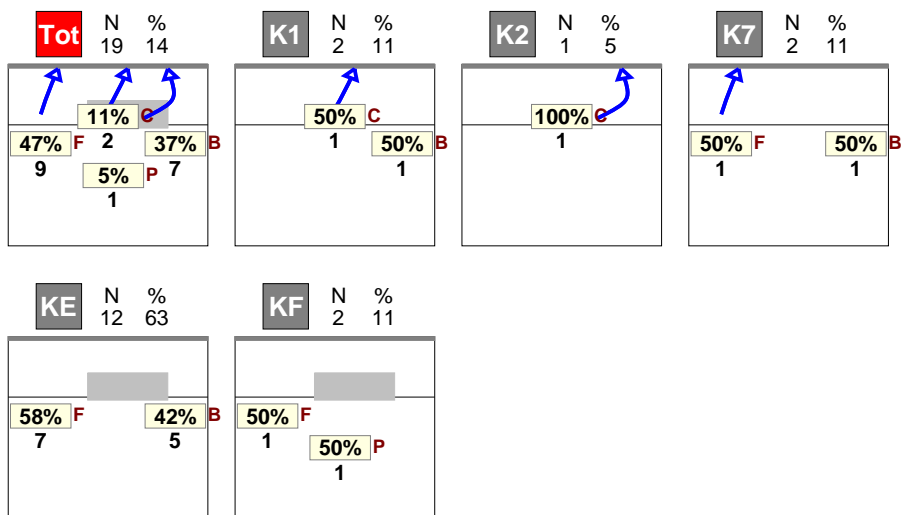 Tot N % 19 14
11% C
2
47% F 37% B
9 7
5% P
1
K1 N % 2 11
50% C
1
50% B
1
K2 N % 1 5
100% C
1
K7 N % 2 11
50% F 50% B
1 1
KE N % 12 63
58% F 42% B
7 5
KF N % 2 11
50% F
1
50% P
1